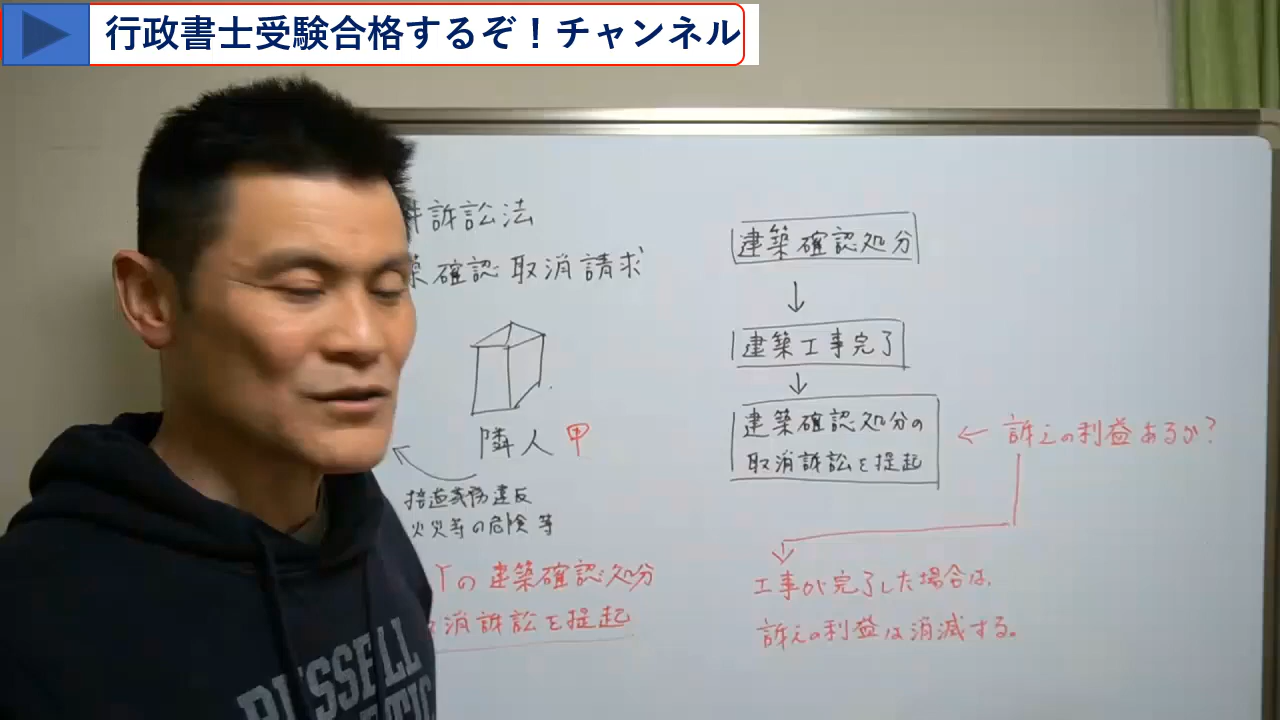 行政書士受験合格するぞ！チャンネル
件訴訟法
築確認取消請求
隣人 甲
接道義務違反
火災等の危険等
Yの建築確認処分
消訴訟を提起
建築確認処分
↓
建築工事完了
↓
建築確認処分の
取消訴訟を提起
← 訴えの利益あるか?
工事が完了した場合は、
訴えの利益は消滅する。
RUSSELL